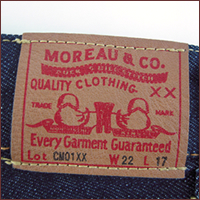 MOREAU & CO.
QUALITY CLOTHING.
XX
TRADE MARK
Every Garment Guaranteed
Lot CM01XX W 22 L 17